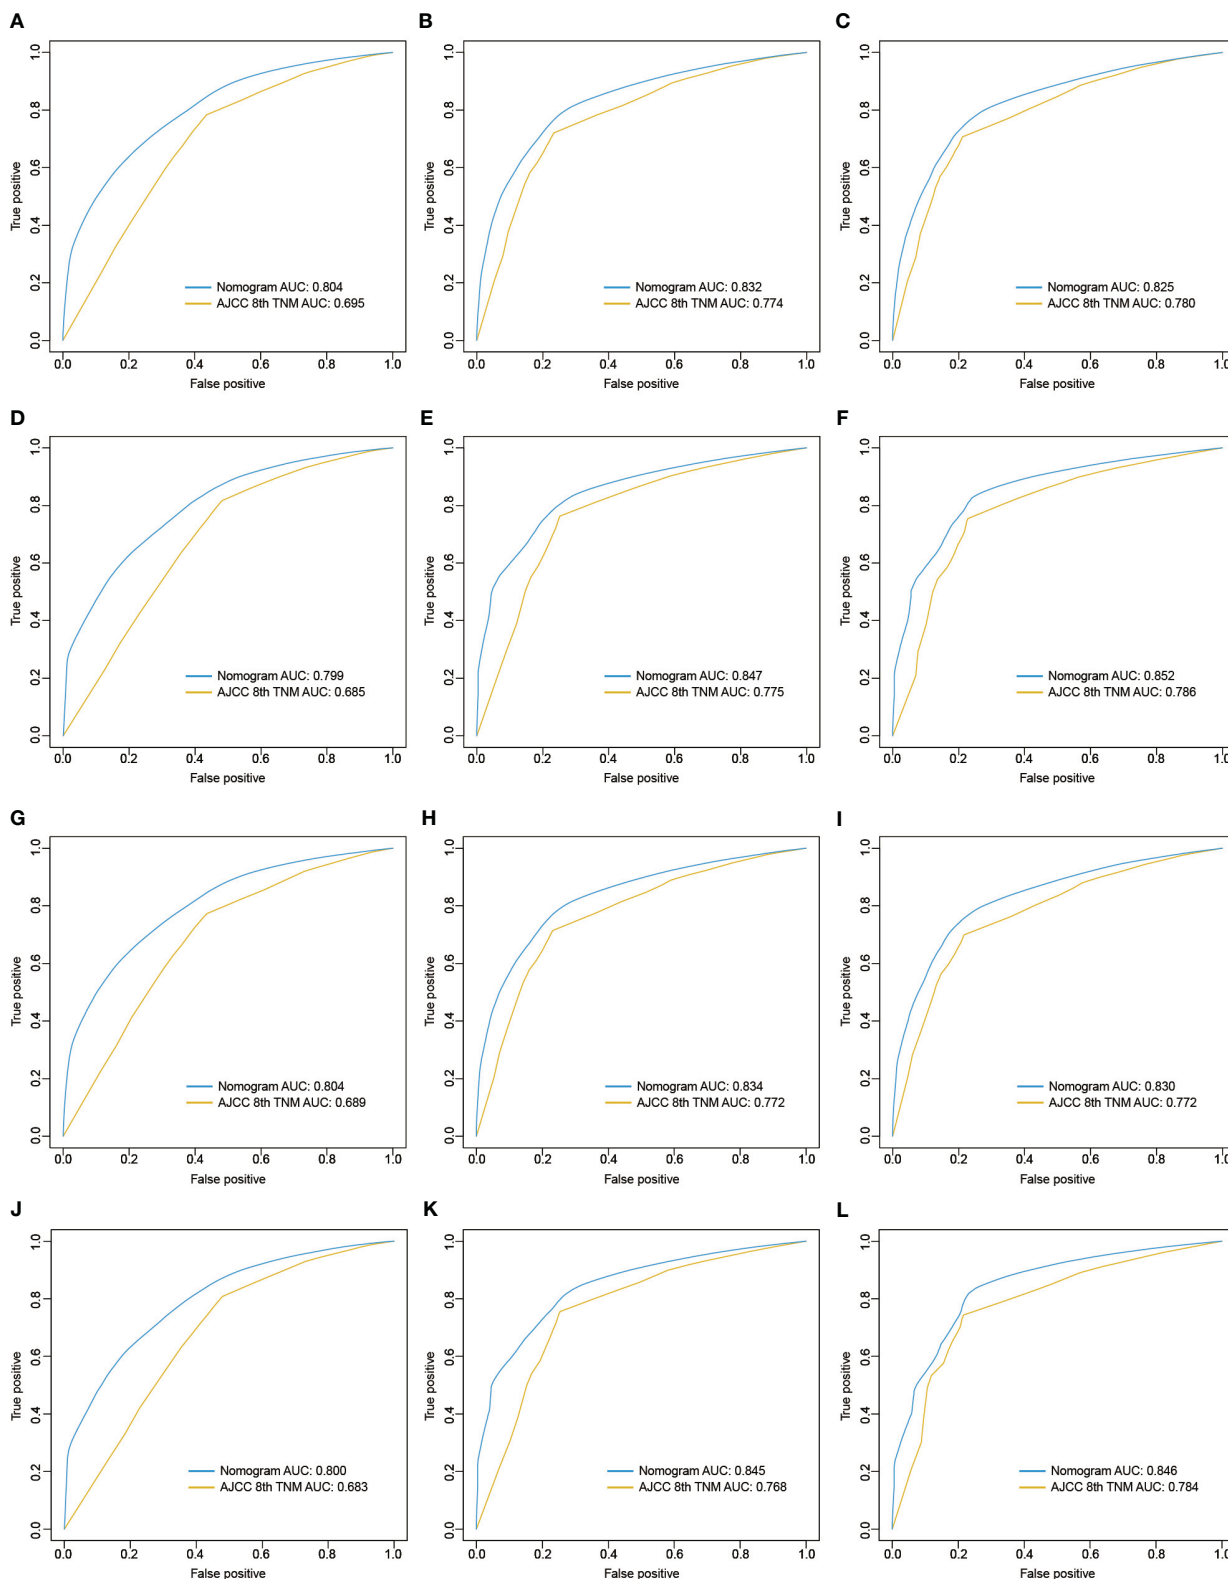 A
1.0
0.8
0.6
0.4
0.2
0.0
True positive
Nomogram AUC: 0.804
AJCC 8th TNM AUC: 0.695
0.0 0.2 0.4 0.6 0.8 1.0
False positive
B
1.0
0.8
0.6
0.4
0.2
0.0
True positive
Nomogram AUC: 0.832
AJCC 8th TNM AUC: 0.774
0.0 0.2 0.4 0.6 0.8 1.0
False positive
C
1.0
0.8
0.6
0.4
0.2
0.0
True positive
Nomogram AUC: 0.825
AJCC 8th TNM AUC: 0.780
0.0 0.2 0.4 0.6 0.8 1.0
False positive
D
1.0
0.8
0.6
0.4
0.2
0.0
True positive
Nomogram AUC: 0.799
AJCC 8th TNM AUC: 0.685
0.0 0.2 0.4 0.6 0.8 1.0
False positive
E
1.0
0.8
0.6
0.4
0.2
0.0
True positive
Nomogram AUC: 0.847
AJCC 8th TNM AUC: 0.775
0.0 0.2 0.4 0.6 0.8 1.0
False positive
F
1.0
0.8
0.6
0.4
0.2
0.0
True positive
Nomogram AUC: 0.852
AJCC 8th TNM AUC: 0.786
0.0 0.2 0.4 0.6 0.8 1.0
False positive
G
1.0
0.8
0.6
0.4
0.2
0.0
True positive
Nomogram AUC: 0.804
AJCC 8th TNM AUC: 0.689
0.0 0.2 0.4 0.6 0.8 1.0
False positive
H
1.0
0.8
0.6
0.4
0.2
0.0
True positive
Nomogram AUC: 0.834
AJCC 8th TNM AUC: 0.772
0.0 0.2 0.4 0.6 0.8 1.0
False positive
I
1.0
0.8
0.6
0.4
0.2
0.0
True positive
Nomogram AUC: 0.830
AJCC 8th TNM AUC: 0.772
0.0 0.2 0.4 0.6 0.8 1.0
False positive
J
1.0
0.8
0.6
0.4
0.2
0.0
True positive
Nomogram AUC: 0.800
AJCC 8th TNM AUC: 0.683
0.0 0.2 0.4 0.6 0.8 1.0
False positive
K
1.0
0.8
0.6
0.4
0.2
0.0
True positive
Nomogram AUC: 0.845
AJCC 8th TNM AUC: 0.768
0.0 0.2 0.4 0.6 0.8 1.0
False positive
L
1.0
0.8
0.6
0.4
0.2
0.0
True positive
Nomogram AUC: 0.846
AJCC 8th TNM AUC: 0.784
0.0 0.2 0.4 0.6 0.8 1.0
False positive